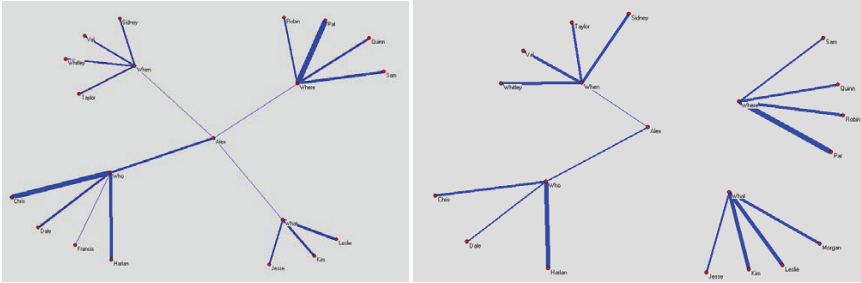 Sidney
Val
Whitley
When
Taylor
Robin
Pat
Quinn
Sam
Where
Alex
Who
Chris
Dale
Francis
Harlan
What
Leslie
Kim
Jesse
Sidney
Taylor
Val
Whitley
When
Sam
Quinn
Where
Robin
Pat
Alex
Who
Chris
Dale
Harlan
What
Morgan
Leslie
Kim
Jesse